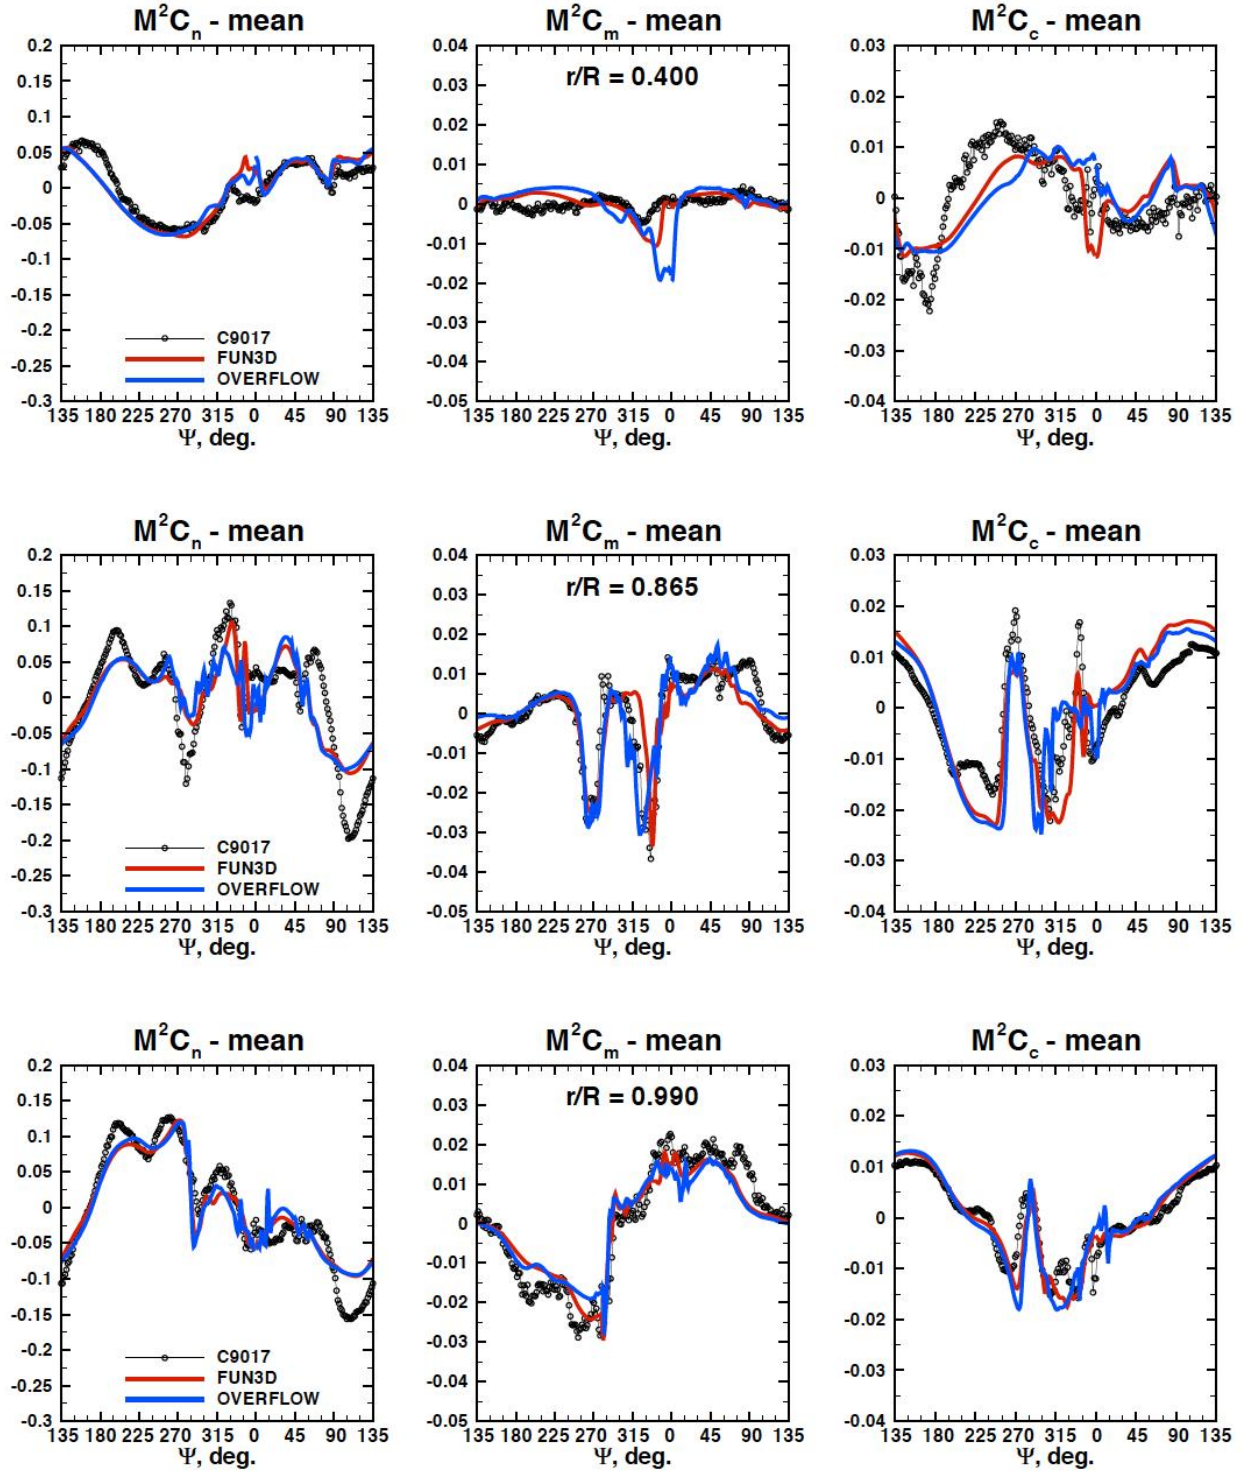 M²Cₙ - mean
0.2
0.15
0.1
0.05
0
-0.05
-0.1
-0.15
-0.2
-0.25
-0.3
C9017
FUN3D
OVERFLOW
135 180 225 270 315 0 45 90 135
Ψ, deg.
M²Cₘ - mean
r/R = 0.400
0.04
0.03
0.02
0.01
0
-0.01
-0.02
-0.03
-0.04
-0.05
135 180 225 270 315 0 45 90 135
Ψ, deg.
M²C꜀ - mean
0.03
0.02
0.01
0
-0.01
-0.02
-0.03
-0.04
135 180 225 270 315 0 45 90 135
Ψ, deg.
M²Cₙ - mean
0.2
0.15
0.1
0.05
0
-0.05
-0.1
-0.15
-0.2
-0.25
-0.3
C9017
FUN3D
OVERFLOW
135 180 225 270 315 0 45 90 135
Ψ, deg.
M²Cₘ - mean
r/R = 0.865
0.04
0.03
0.02
0.01
0
-0.01
-0.02
-0.03
-0.04
-0.05
135 180 225 270 315 0 45 90 135
Ψ, deg.
M²C꜀ - mean
0.03
0.02
0.01
0
-0.01
-0.02
-0.03
-0.04
135 180 225 270 315 0 45 90 135
Ψ, deg.
M²Cₙ - mean
0.2
0.15
0.1
0.05
0
-0.05
-0.1
-0.15
-0.2
-0.25
-0.3
C9017
FUN3D
OVERFLOW
135 180 225 270 315 0 45 90 135
Ψ, deg.
M²Cₘ - mean
r/R = 0.990
0.04
0.03
0.02
0.01
0
-0.01
-0.02
-0.03
-0.04
-0.05
135 180 225 270 315 0 45 90 135
Ψ, deg.
M²C꜀ - mean
0.03
0.02
0.01
0
-0.01
-0.02
-0.03
-0.04
135 180 225 270 315 0 45 90 135
Ψ, deg.